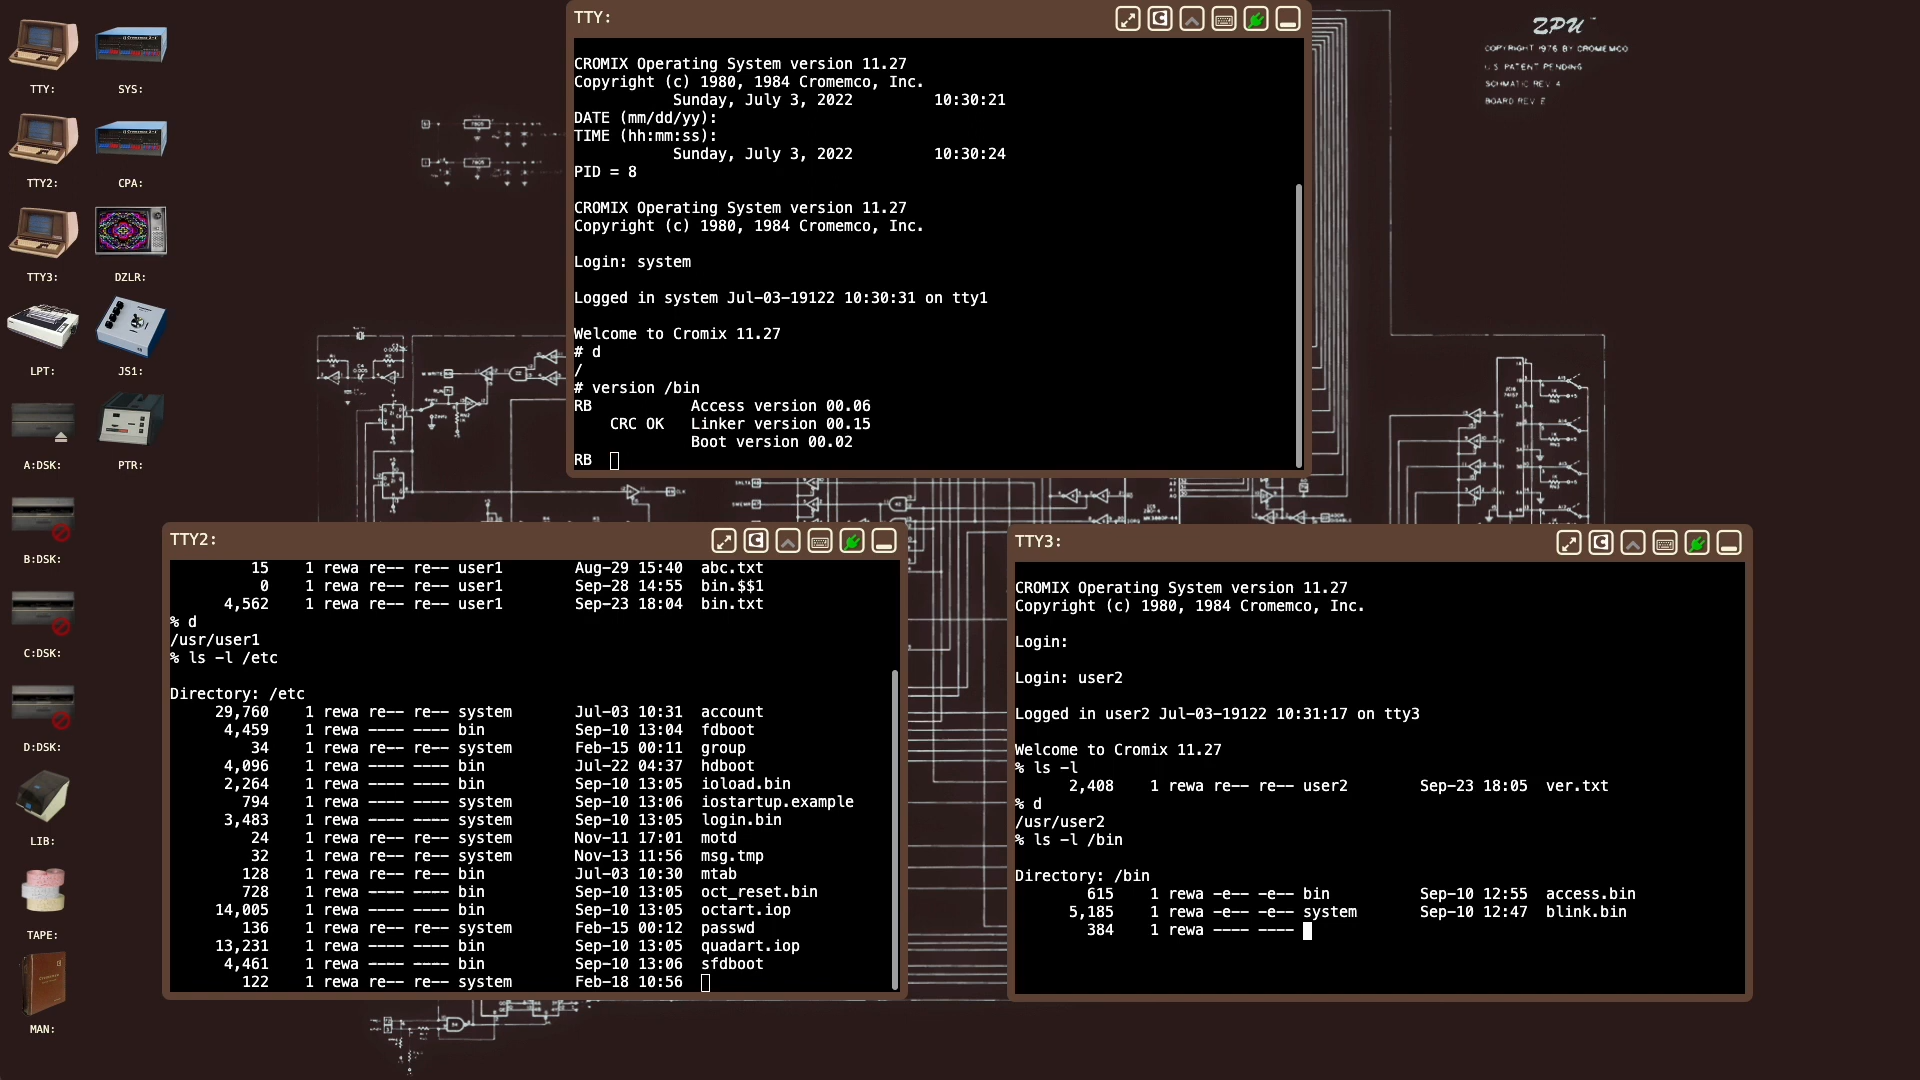 TTY:
SYS:
TTY2:
CPA:
TTY3:
DZLR:
LPT:
JS1:
A:DSK:
PTR:
B:DSK:
C:DSK:
D:DSK:
LIB:
TAPE:
MAN:
TTY:
CROMIX Operating System version 11.27
Copyright (c) 1980, 1984 Cromemco, Inc.
Sunday, July 3, 2022 10:30:21
DATE (mm/dd/yy):
TIME (hh:mm:ss):
Sunday, July 3, 2022 10:30:24
PID = 8
CROMIX Operating System version 11.27
Copyright (c) 1980, 1984 Cromemco, Inc.
Login: system
Logged in system Jul-03-19122 10:30:31 on tty1
Welcome to Cromix 11.27
# d
/
# version /bin
RB Access version 00.06
CRC OK Linker version 00.15
Boot version 00.02
RB
ZPU
COPYRIGHT 1976 BY CROMEMCO
U.S PATENT PENDING
SCHMATIC REV 4
BOARD REV E
TTY2:
15 1 rewa re-- re-- user1 Aug-29 15:40 abc.txt
0 1 rewa re-- re-- user1 Sep-28 14:55 bin.$$1
4,562 1 rewa re-- re-- user1 Sep-23 18:04 bin.txt
% d
/usr/user1
% ls -l /etc
Directory: /etc
29,760 1 rewa re-- re-- system Jul-03 10:31 account
4,459 1 rewa ---- ---- bin Sep-10 13:04 fdboot
34 1 rewa re-- re-- system Feb-15 00:11 group
4,096 1 rewa ---- ---- bin Jul-22 04:37 hdboot
2,264 1 rewa ---- ---- bin Sep-10 13:05 ioload.bin
794 1 rewa ---- ---- system Sep-10 13:06 iostartup.example
3,483 1 rewa ---- ---- system Sep-10 13:05 login.bin
24 1 rewa re-- re-- system Nov-11 17:01 motd
32 1 rewa re-- re-- system Nov-13 11:56 msg.tmp
128 1 rewa re-- re-- bin Jul-03 10:30 mtab
728 1 rewa ---- ---- bin Sep-10 13:05 oct_reset.bin
14,005 1 rewa ---- ---- bin Sep-10 13:05 octart.iop
136 1 rewa re-- re-- system Feb-15 00:12 passwd
13,231 1 rewa ---- ---- bin Sep-10 13:05 quadart.iop
4,461 1 rewa ---- ---- bin Sep-10 13:06 sfdboot
122 1 rewa re-- re-- system Feb-18 10:56
TTY3:
CROMIX Operating System version 11.27
Copyright (c) 1980, 1984 Cromemco, Inc.
Login:
Login: user2
Logged in user2 Jul-03-19122 10:31:17 on tty3
Welcome to Cromix 11.27
% ls -l
2,408 1 rewa re-- re-- user2 Sep-23 18:05 ver.txt
% d
/usr/user2
% ls -l /bin
Directory: /bin
615 1 rewa -e-- -e-- bin Sep-10 12:55 access.bin
5,185 1 rewa -e-- -e-- system Sep-10 12:47 blink.bin
384 1 rewa ---- ----